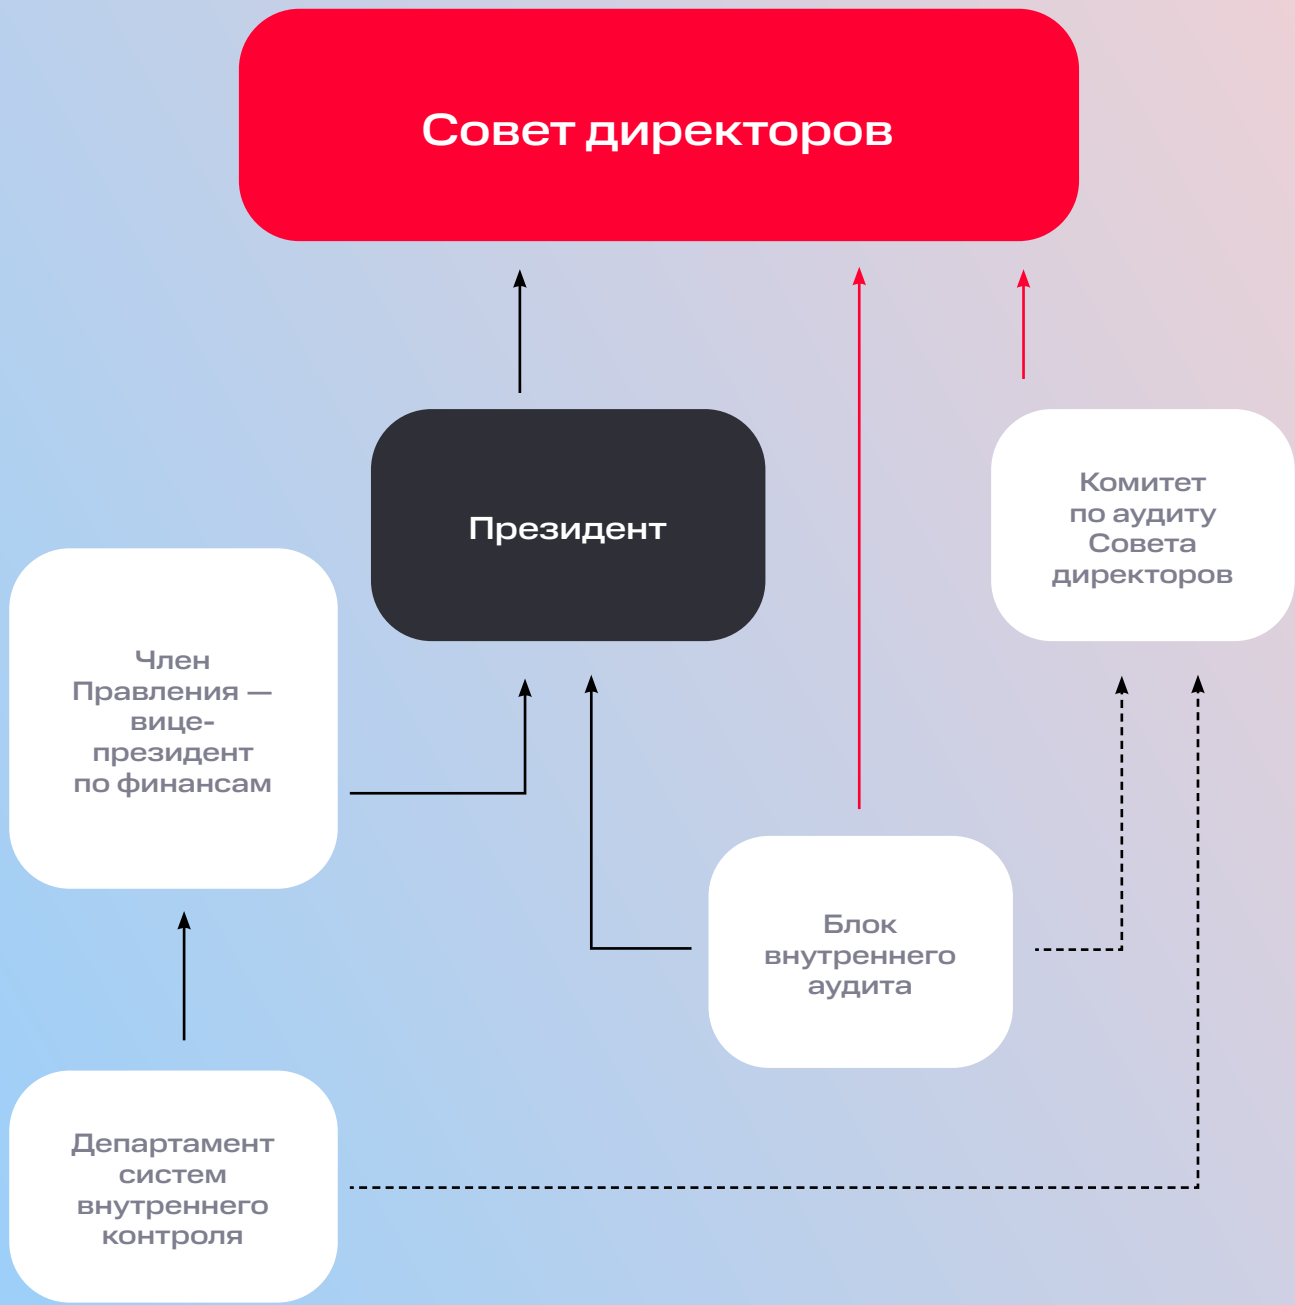 Совет директоров
Президент
Комитет
по аудиту
Совета
директоров
Член
Правления —
вице-
президент
по финансам
Блок
внутреннего
аудита
Департамент
систем
внутреннего
контроля